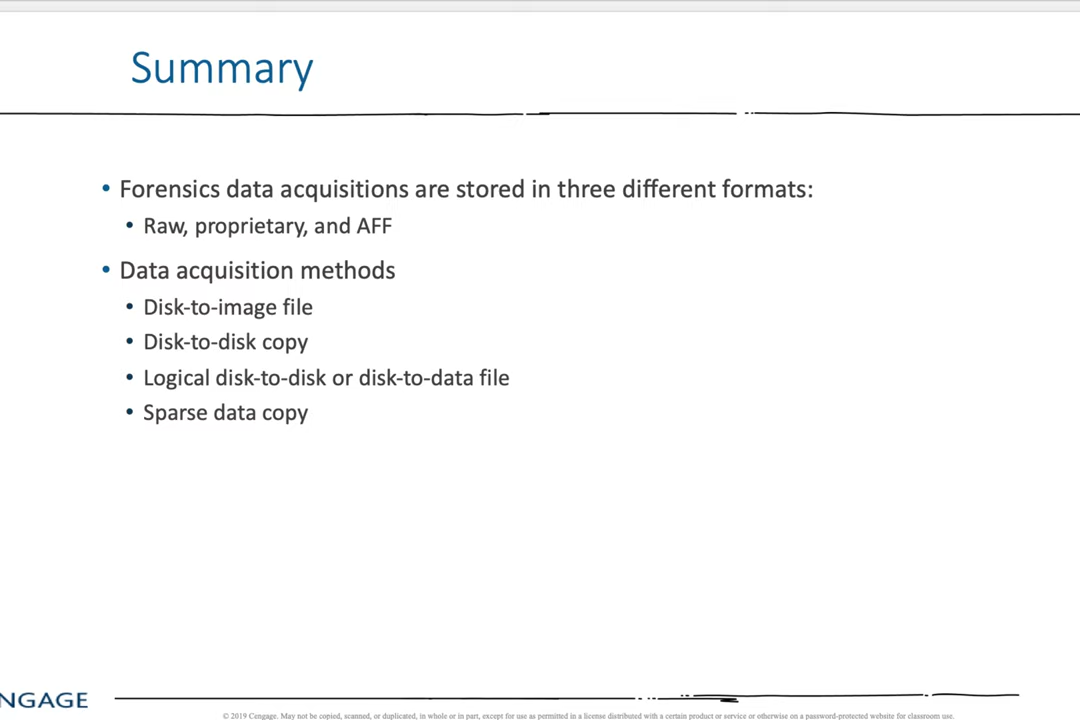 Summary
• Forensics data acquisitions are stored in three different formats:
• Raw, proprietary, and AFF
• Data acquisition methods
• Disk-to-image file
• Disk-to-disk copy
• Logical disk-to-disk or disk-to-data file
• Sparse data copy
NGAGE
© 2019 Cengage. May not be copied, scanned, or duplicated, in whole or in part, except for use as permitted in a license distributed with a certain product or service or otherwise on a password-protected website for classroom use.